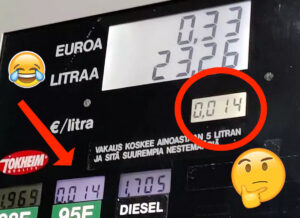 EUROA 0.33
LITRAA 23.26
€/litra 0.014
VAKAUS KOSKEE AINOASTAAN 5 LITRAN
JA SITÄ SUUREMPIA NESTEMÄÄRIÄ
TOKHEIM
1.969 0.014 1.705
95E DIESEL